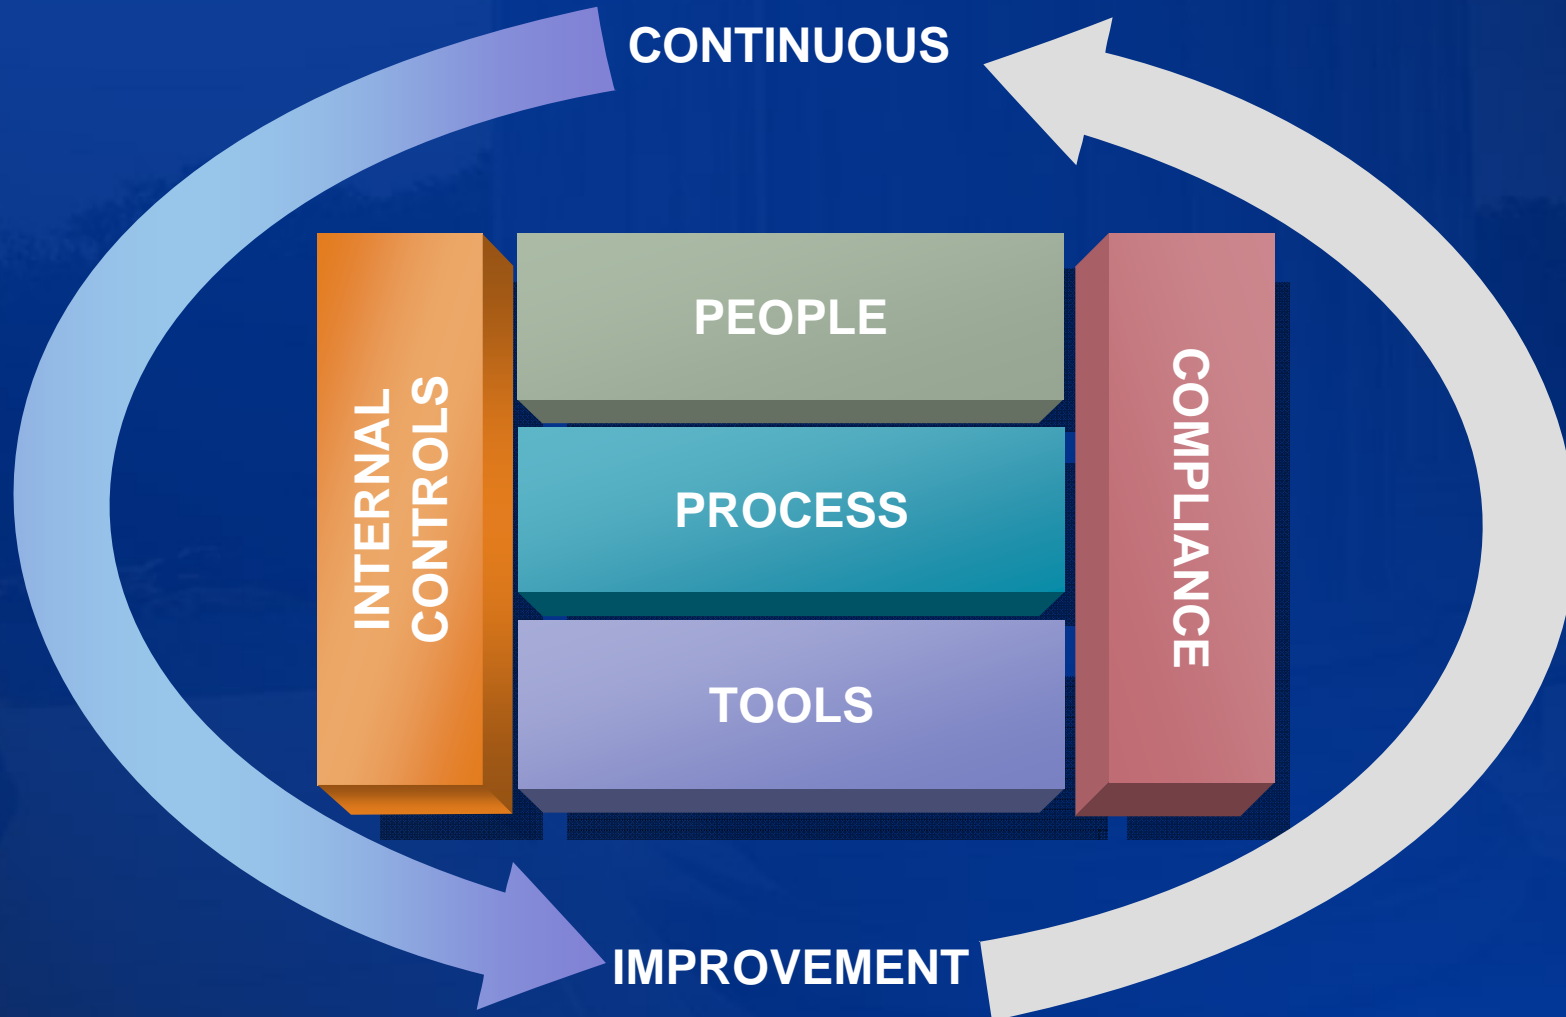 CONTINUOUS
INTERNAL
CONTROLS
PEOPLE
PROCESS
TOOLS
COMPLIANCE
IMPROVEMENT